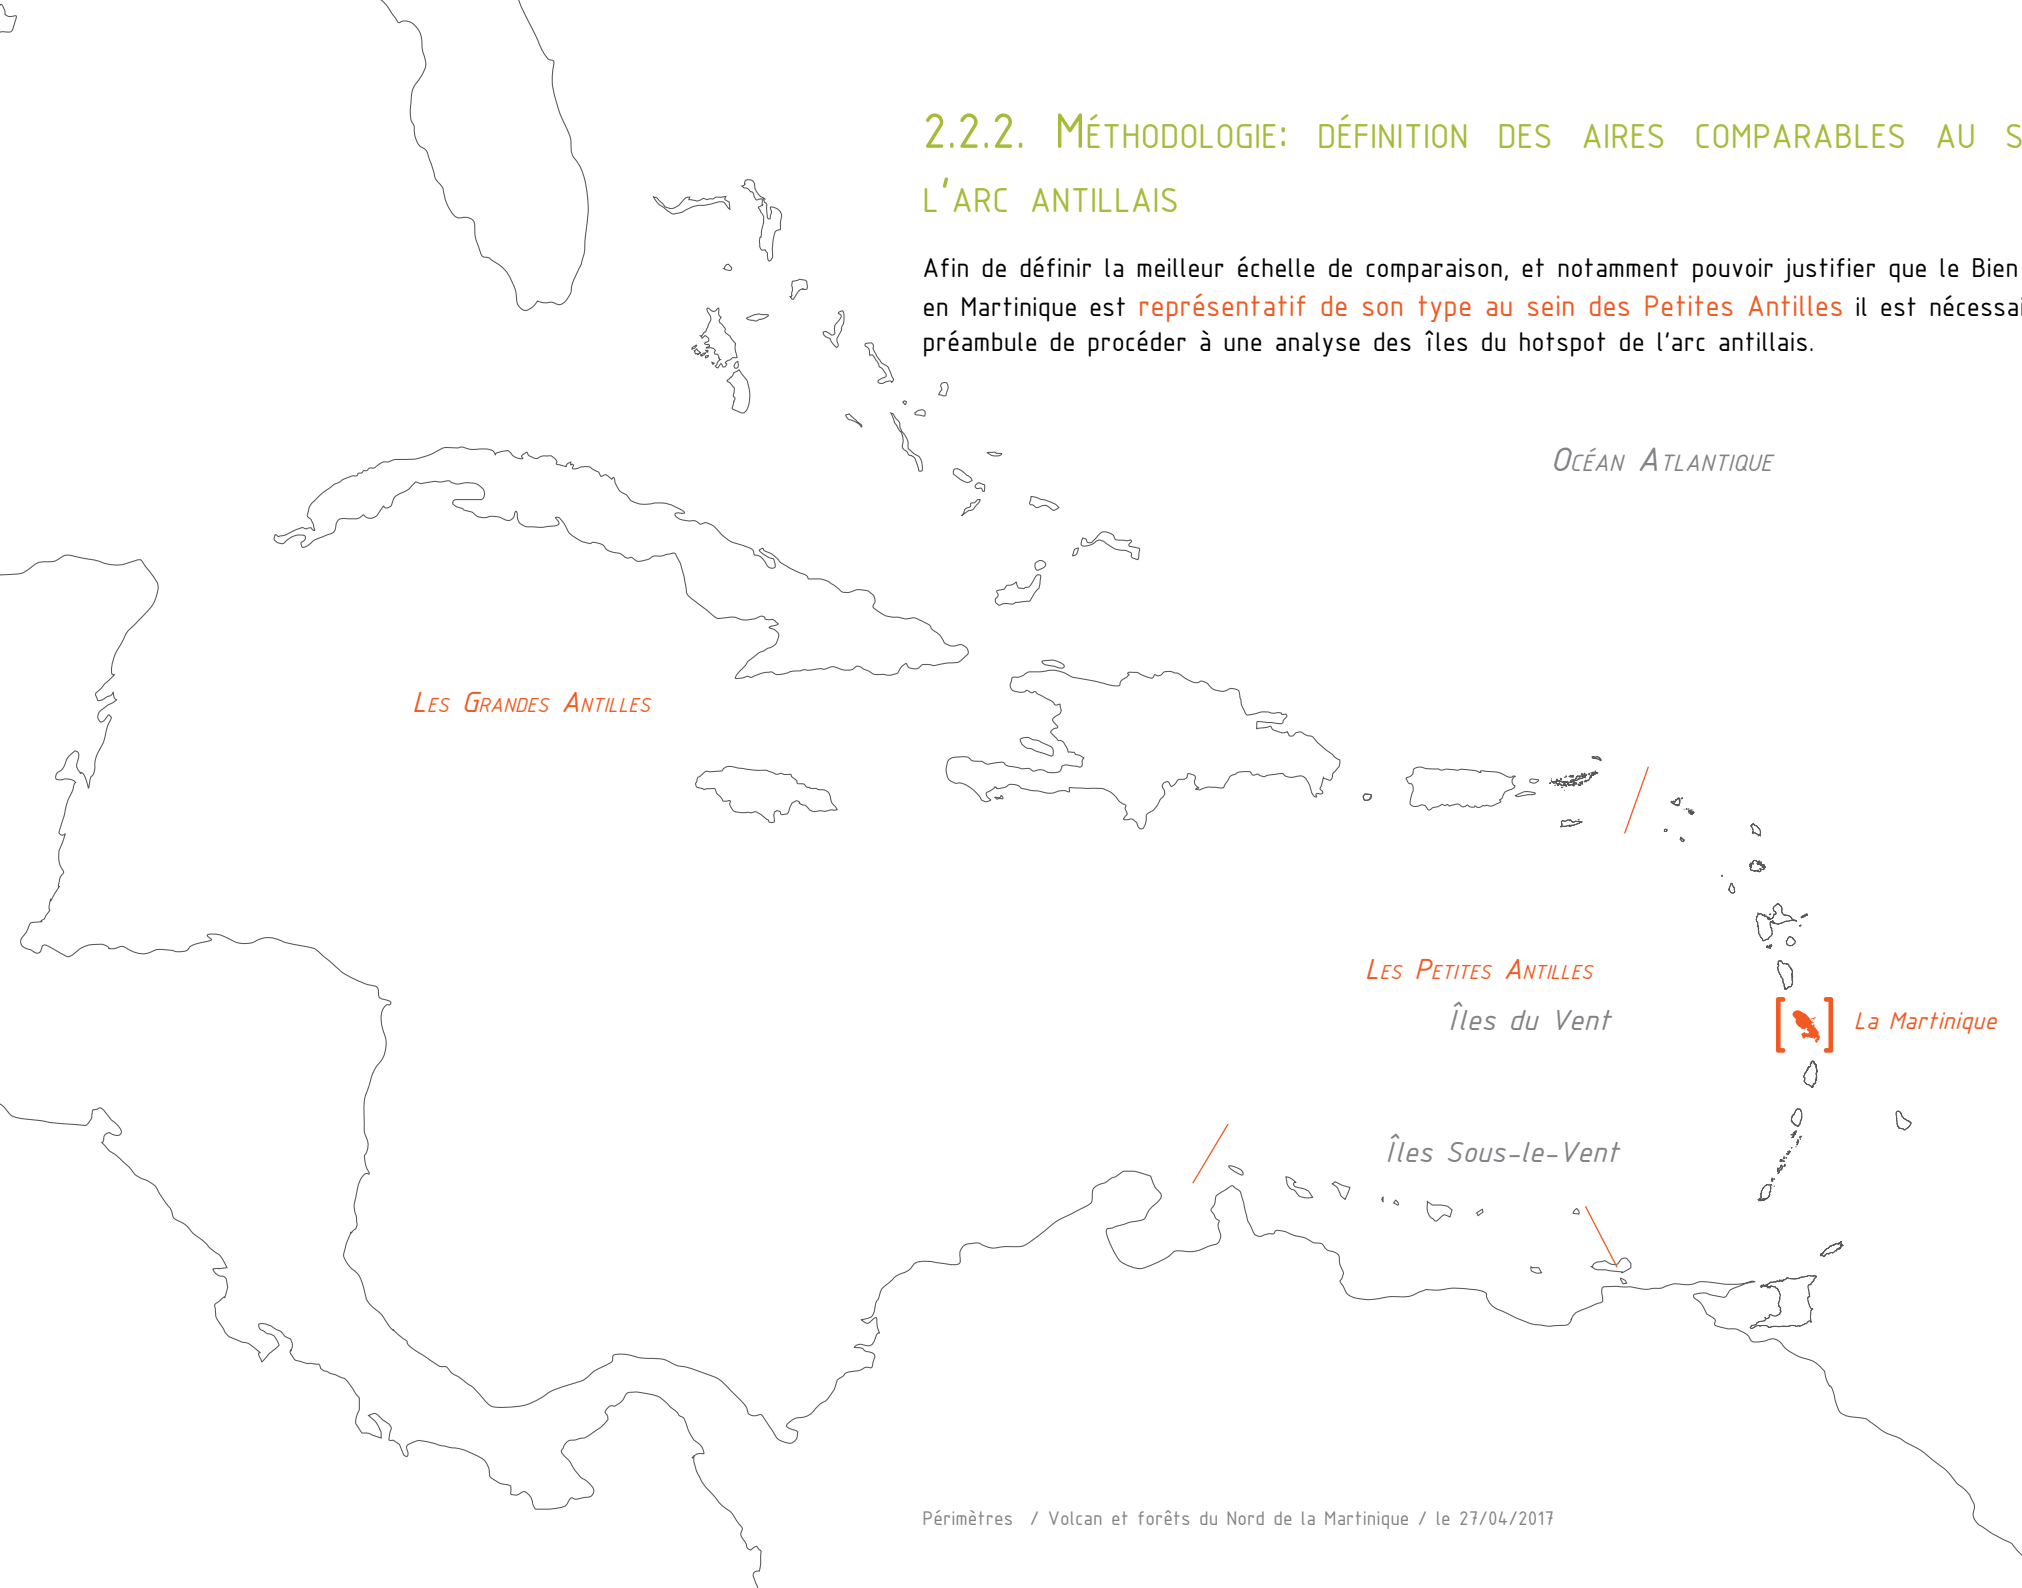 2.2.2. Méthodologie: définition des aires comparables au s
l'arc antillais
Afin de définir la meilleur échelle de comparaison, et notamment pouvoir justifier que le Bien
en Martinique est représentatif de son type au sein des Petites Antilles il est nécessai
préambule de procéder à une analyse des îles du hotspot de l'arc antillais.
Océan Atlantique
Les Grandes Antilles
Les Petites Antilles
Îles du Vent
La Martinique
Îles Sous-le-Vent
Périmètres / Volcan et forêts du Nord de la Martinique / le 27/04/2017